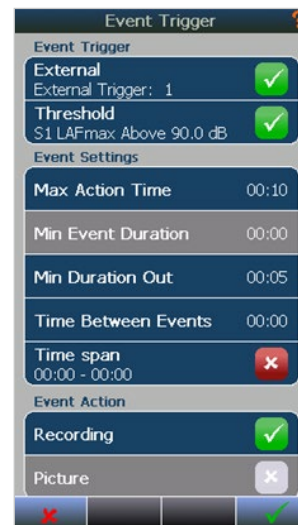 Event Trigger
?
Event Trigger
External
External Trigger: 1
Threshold
S1 LAFmax Above 90.0 dB
Event Settings
Max Action Time 00:10
Min Event Duration 00:00
Min Duration Out 00:05
Time Between Events 00:00
Time span
00:00 - 00:00
Event Action
Recording
Picture